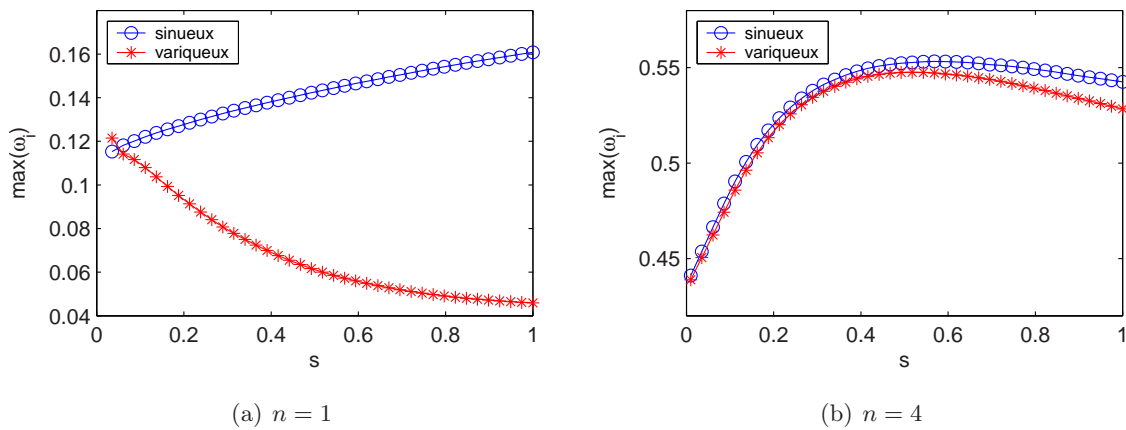 sinueux
variqueux
0.16
0.14
0.12
0.1
0.08
0.06
0.04
max(ω_i)
0 0.2 0.4 0.6 0.8 1
s
(a) n = 1
sinueux
variqueux
0.55
0.5
0.45
max(ω_i)
0 0.2 0.4 0.6 0.8 1
s
(b) n = 4